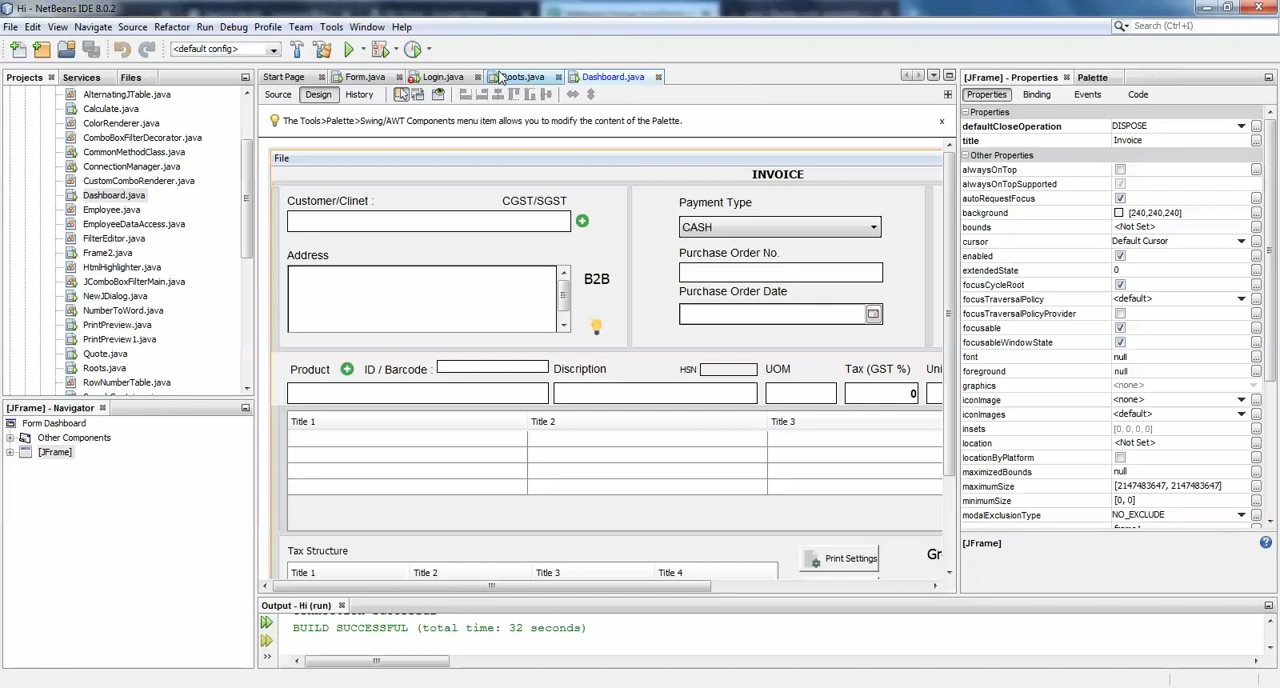 Hi - NetBeans IDE 8.0.2
File Edit View Navigate Source Refactor Run Debug Profile Team Tools Window Help
Search (Ctrl+I)
<default config>
Projects Services Files
Start Page Form.java Login.java Roots.java Dashboard.java
[JFrame] - Properties Palette
Source Design History
Properties Binding Events Code
The Tools>Palette>Swing/AWT Components menu item allows you to modify the content of the Palette.
AlternatingJTable.java
Calculate.java
ColorRenderer.java
ComboBoxFilterDecorator.java
CommonMethodClass.java
ConnectionManager.java
CustomComboRenderer.java
Dashboard.java
Employee.java
EmployeeDataAccess.java
FilterEditor.java
Frame2.java
HtmlHighlighter.java
JComboBoxFilterMain.java
NewJDialog.java
NumberToWord.java
PrintPreview.java
PrintPreview1.java
Quote.java
Roots.java
RowNumberTable.java
[JFrame] - Navigator
Form Dashboard
Other Components
[JFrame]
File
INVOICE
Customer/Clinet : CGST/SGST
Payment Type
CASH
Address
B2B
Purchase Order No.
Purchase Order Date
Product ID / Barcode : Discription HSN UOM Tax (GST %) Uni
0
Title 1 Title 2 Title 3
Tax Structure
Print Settings
Gr
Title 1 Title 2 Title 3 Title 4
Output - Hi (run)
BUILD SUCCESSFUL (total time: 32 seconds)
Properties
defaultCloseOperation DISPOSE
title Invoice
Other Properties
alwaysOnTop
alwaysOnTopSupported
autoRequestFocus
background [240,240,240]
bounds <Not Set>
cursor Default Cursor
enabled
extendedState 0
focusCycleRoot
focusTraversalPolicy <default>
focusTraversalPolicyProvider
focusable
focusableWindowState
font null
foreground null
graphics <none>
iconImage <none>
iconImages <default>
insets [0, 0, 0, 0]
location <Not Set>
locationByPlatform
maximizedBounds null
maximumSize [2147483647, 2147483647]
minimumSize [0, 0]
modalExclusionType NO_EXCLUDE
[JFrame]